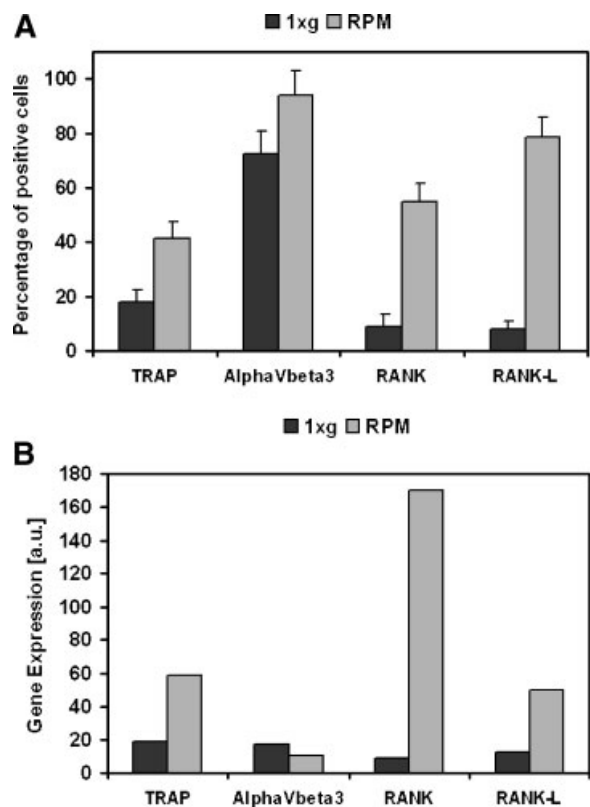 A
1xg RPM
Percentage of positive cells
100
80
60
40
20
0
TRAP AlphaVbeta3 RANK RANK-L
B
1xg RPM
Gene Expression [a.u.]
180
160
140
120
100
80
60
40
20
0
TRAP AlphaVbeta3 RANK RANK-L